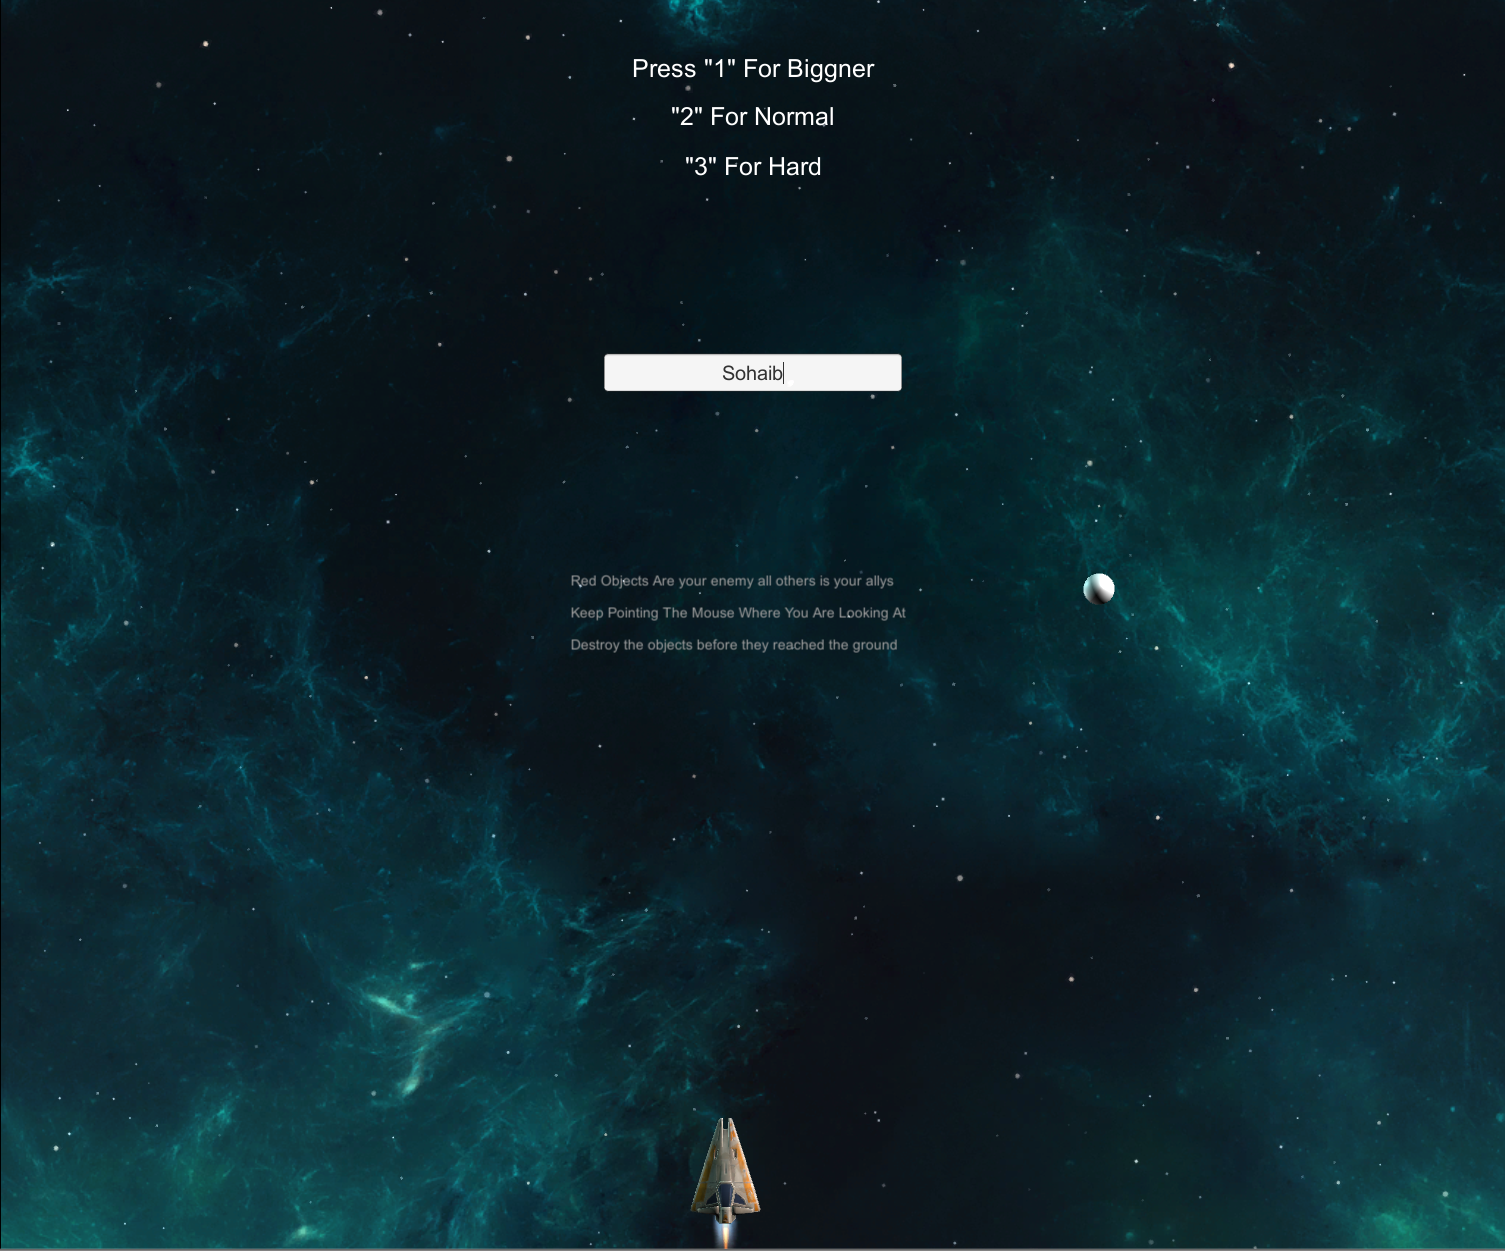 Press "1" For Biggner
"2" For Normal
"3" For Hard
Sohaib
Red Objects Are your enemy all others is your allys
Keep Pointing The Mouse Where You Are Looking At
Destroy the objects before they reached the ground